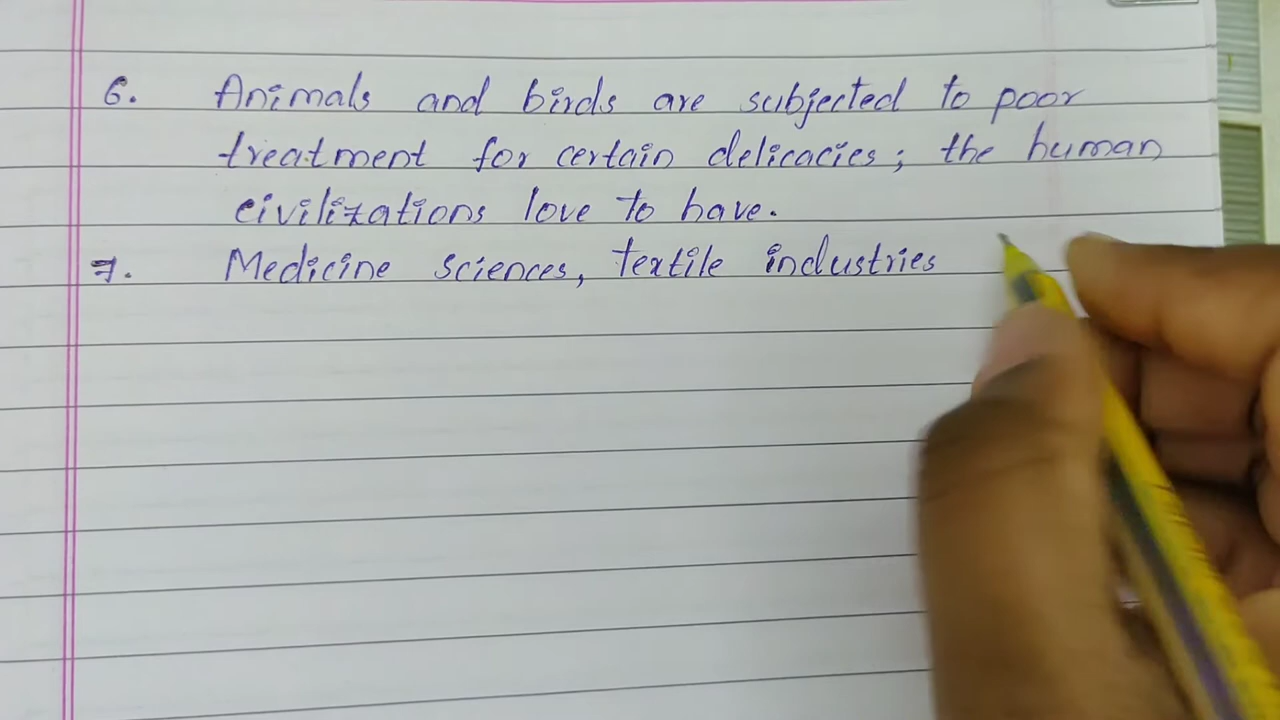 6. Animals and birds are subjected to poor
treatment for certain delicacies; the human
civilizations love to have.
7. Medicine sciences, textile industries